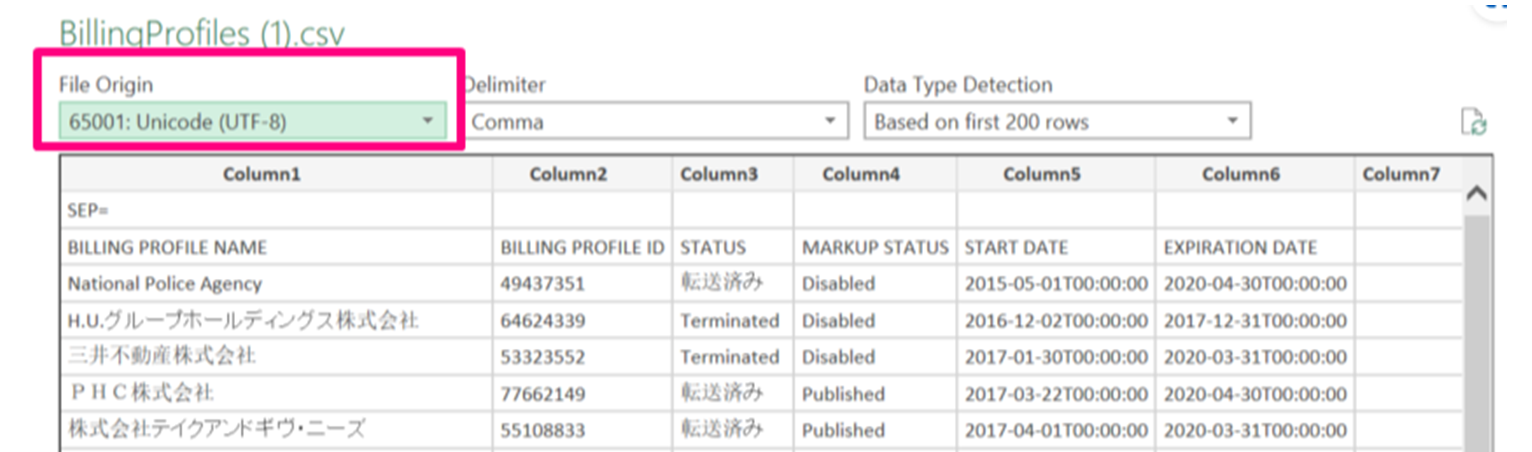 BillingProfiles (1).csv
File Origin Delimiter Data Type Detection
65001: Unicode (UTF-8) Comma Based on first 200 rows
Column1 Column2 Column3 Column4 Column5 Column6 Column7
SEP=
BILLING PROFILE NAME BILLING PROFILE ID STATUS MARKUP STATUS START DATE EXPIRATION DATE
National Police Agency 49437351 転送済み Disabled 2015-05-01T00:00:00 2020-04-30T00:00:00
H.U.グループホールディングス株式会社 64624339 Terminated Disabled 2016-12-02T00:00:00 2017-12-31T00:00:00
三井不動産株式会社 53323552 Terminated Disabled 2017-01-30T00:00:00 2020-03-31T00:00:00
ＰＨＣ株式会社 77662149 転送済み Published 2017-03-22T00:00:00 2020-04-30T00:00:00
株式会社テイクアンドギヴ・ニーズ 55108833 転送済み Published 2017-04-01T00:00:00 2020-03-31T00:00:00